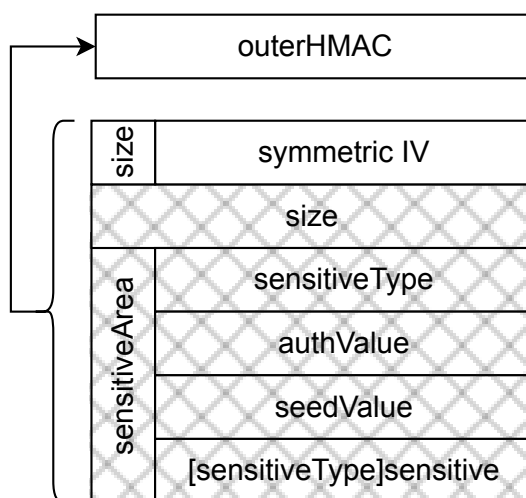 outerHMAC
size
symmetric IV
size
sensitiveArea
sensitiveType
authValue
seedValue
[sensitiveType]sensitive